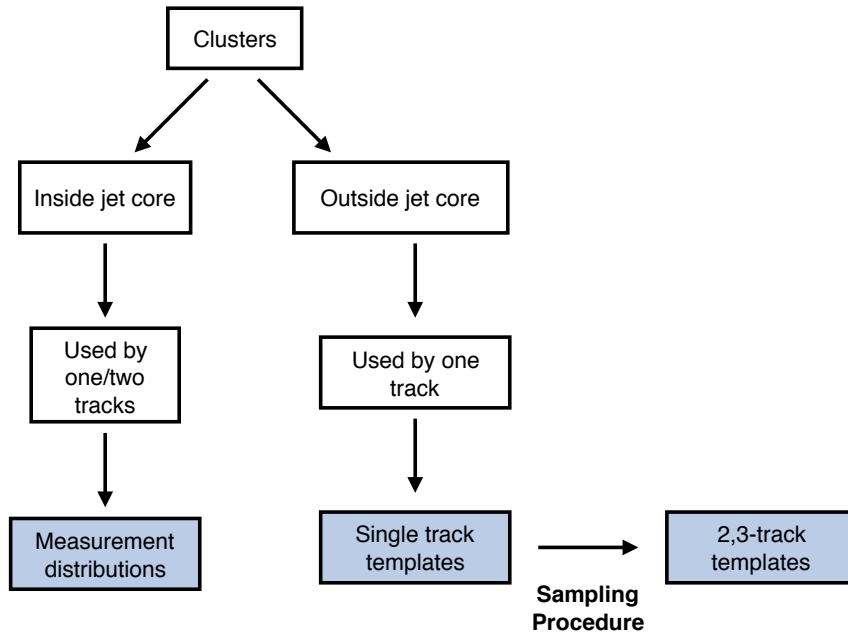 Clusters
Inside jet core
Outside jet core
Used by
one/two
tracks
Used by one
track
Measurement
distributions
Single track
templates
2,3-track
templates
Sampling
Procedure